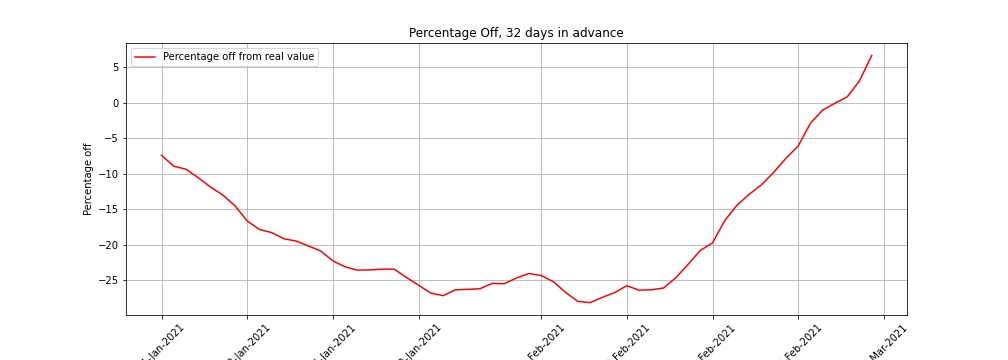 Percentage Off, 32 days in advance
Percentage off from real value
Percentage off
5
0
−5
−10
−15
−20
−25
-Jan-2021
-Jan-2021
-Jan-2021
-Jan-2021
Feb-2021
Feb-2021
Feb-2021
Feb-2021
Mar-2021